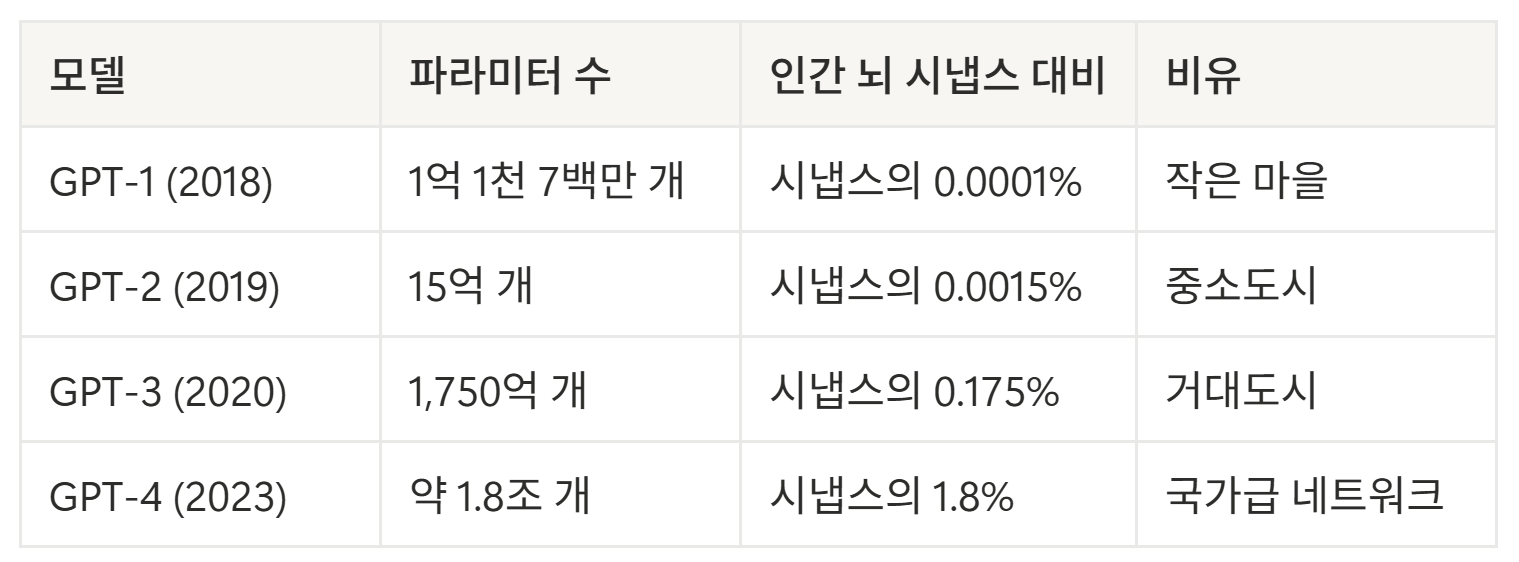 모델 파라미터 수 인간 뇌 시냅스 대비 비유
GPT-1 (2018) 1억 1천 7백만 개 시냅스의 0.0001% 작은 마을
GPT-2 (2019) 15억 개 시냅스의 0.0015% 중소도시
GPT-3 (2020) 1,750억 개 시냅스의 0.175% 거대도시
GPT-4 (2023) 약 1.8조 개 시냅스의 1.8% 국가급 네트워크